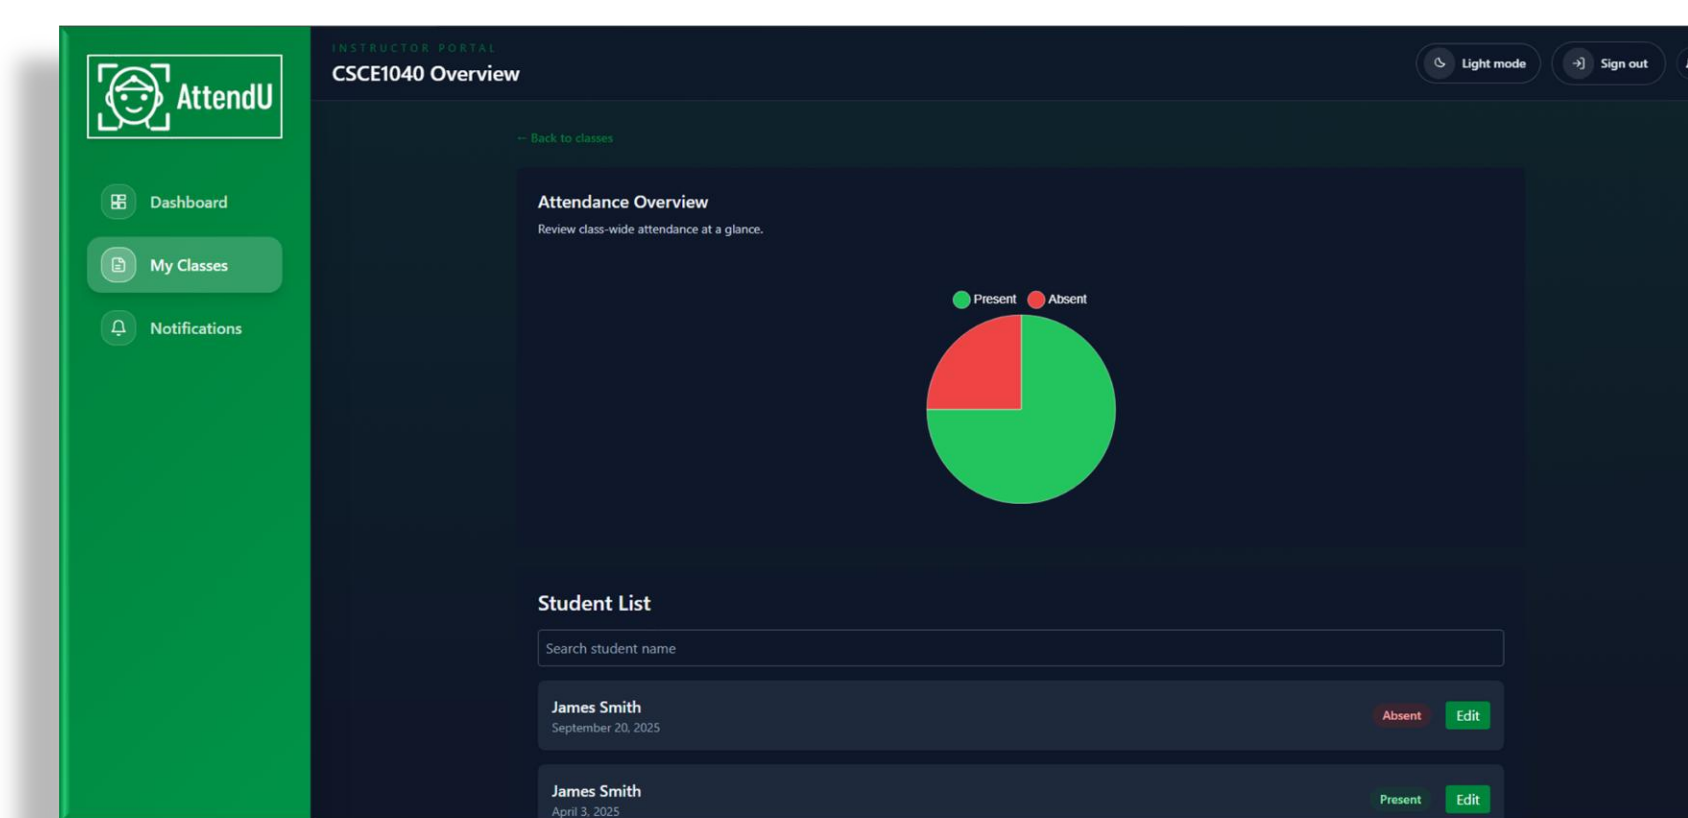 AttendU
INSTRUCTOR PORTAL
CSCE1040 Overview
Light mode
Sign out
Dashboard
My Classes
Notifications
← Back to classes
Attendance Overview
Review class-wide attendance at a glance.
Present Absent
Student List
Search student name
James Smith
September 20, 2025
Absent
Edit
James Smith
April 3, 2025
Present
Edit